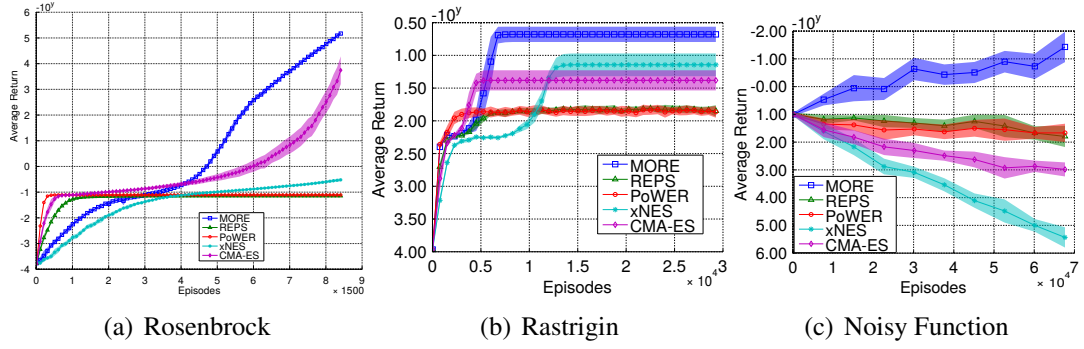 -10^y
6
5
4
3
2
1
0
-1
-2
-3
-4
Average Return
0 1 2 3 4 5 6 7 8 9
Episodes
× 1500
MORE
REPS
PoWER
xNES
CMA-ES
(a) Rosenbrock
-10^y
0.50
1.00
1.50
2.00
2.50
3.00
3.50
4.00
Average Return
0 0.5 1 1.5 2 2.5 3
Episodes
× 10^4
MORE
REPS
PoWER
xNES
CMA-ES
(b) Rastrigin
-10^y
-2.00
-1.00
-0.00
1.00
2.00
3.00
4.00
5.00
6.00
Average Return
0 1 2 3 4 5 6 7
Episodes
× 10^4
MORE
REPS
PoWER
xNES
CMA-ES
(c) Noisy Function